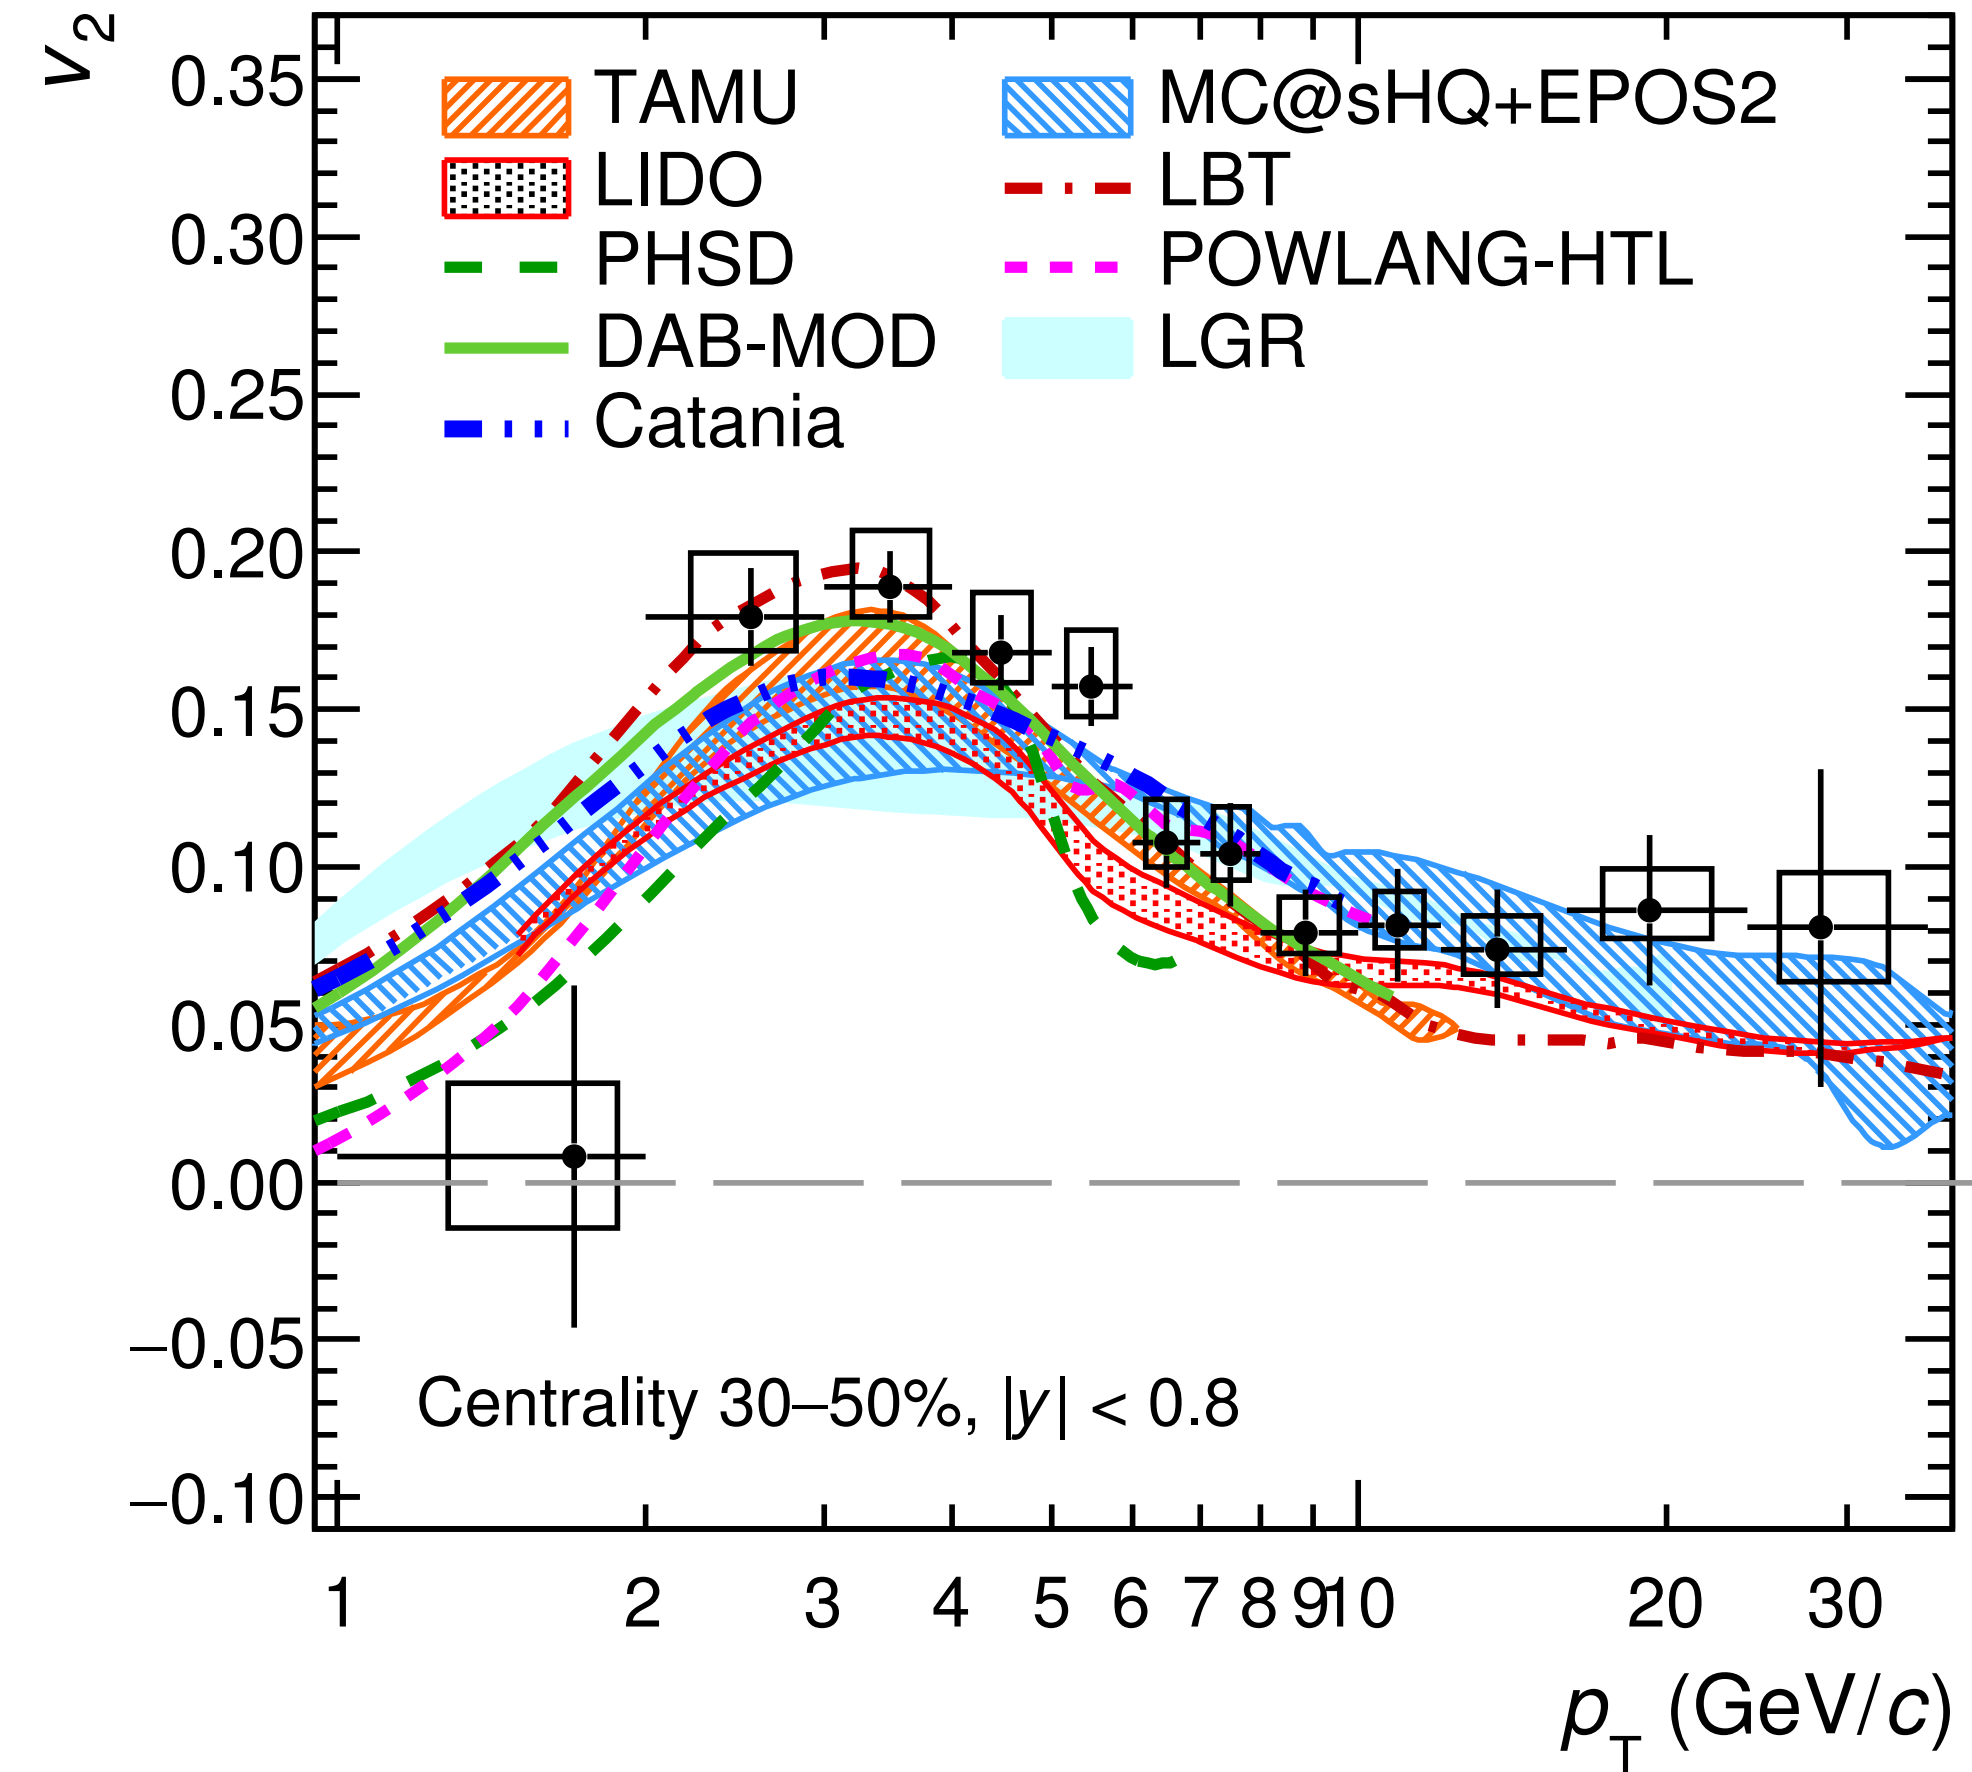 v2
0.35
0.30
0.25
0.20
0.15
0.10
0.05
0.00
−0.05
−0.10
TAMU MC@sHQ+EPOS2
LIDO LBT
PHSD POWLANG-HTL
DAB-MOD LGR
Catania
Centrality 30–50%, |y| < 0.8
1 2 3 4 5 6 7 8 9 10 20 30
pT (GeV/c)